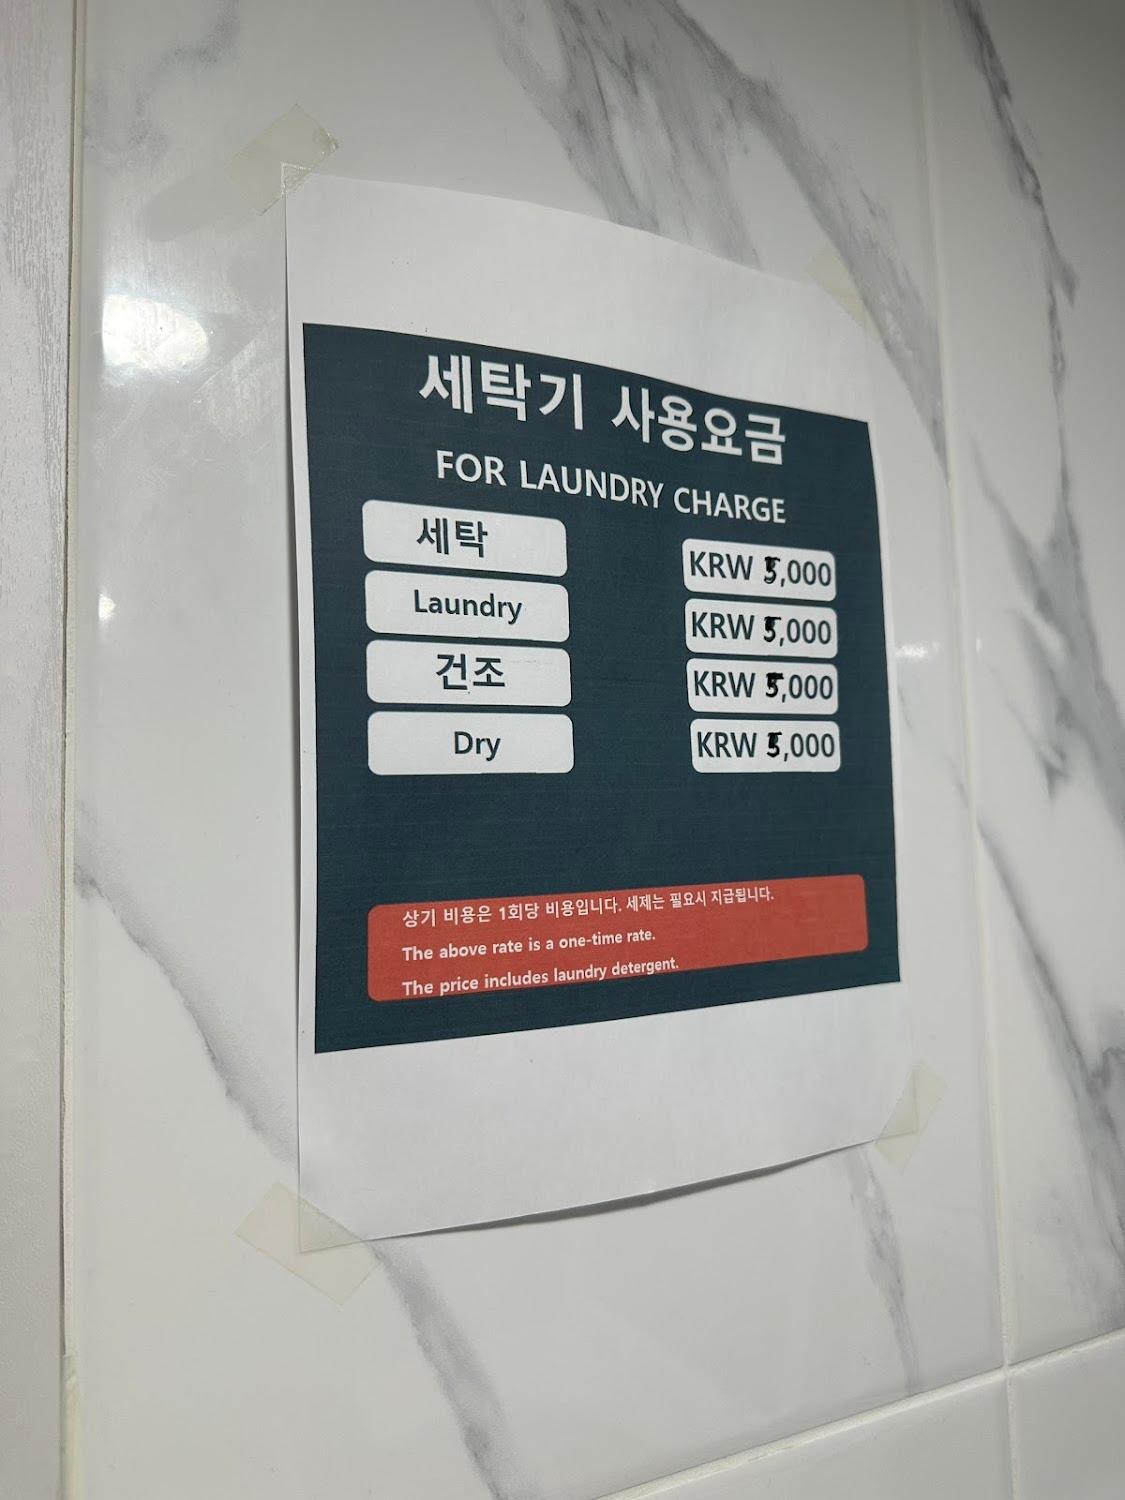 세탁기 사용요금
FOR LAUNDRY CHARGE
세탁 KRW 5,000
Laundry KRW 5,000
건조 KRW 5,000
Dry KRW 5,000
상기 비용은 1회당 비용입니다. 세제는 필요시 지급됩니다.
The above rate is a one-time rate.
The price includes laundry detergent.